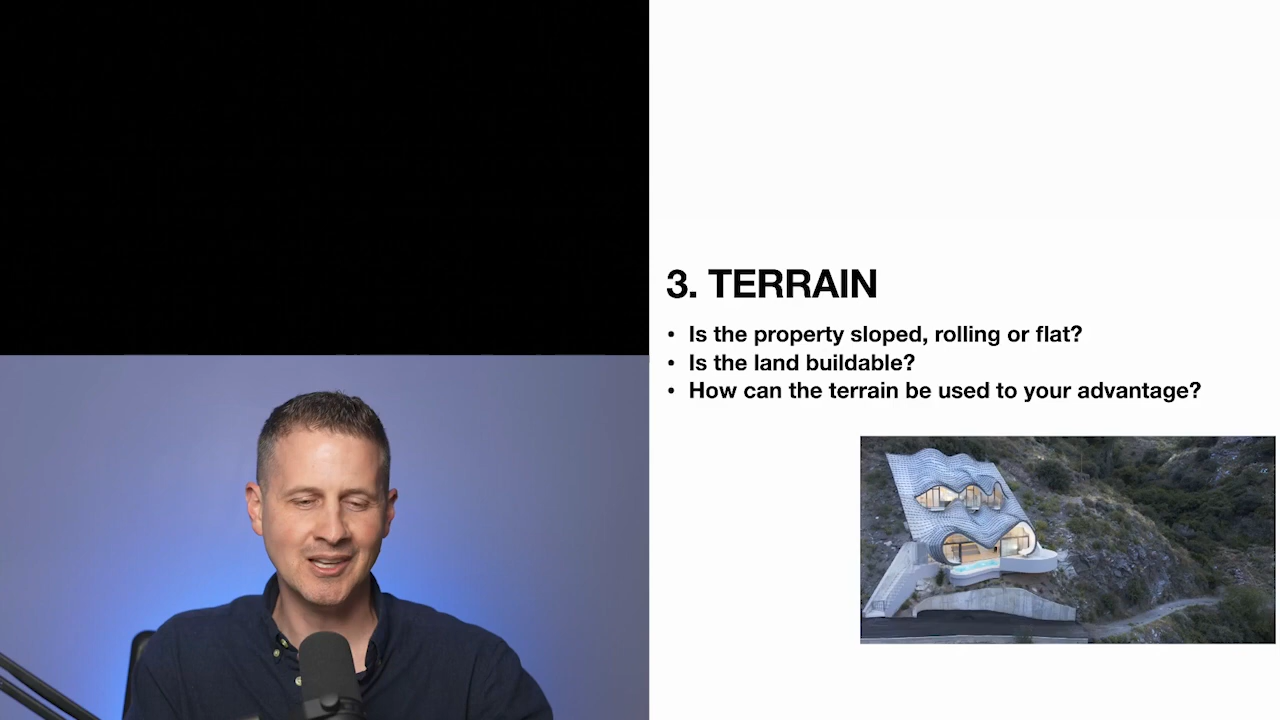 3. TERRAIN
• Is the property sloped, rolling or flat?
• Is the land buildable?
• How can the terrain be used to your advantage?